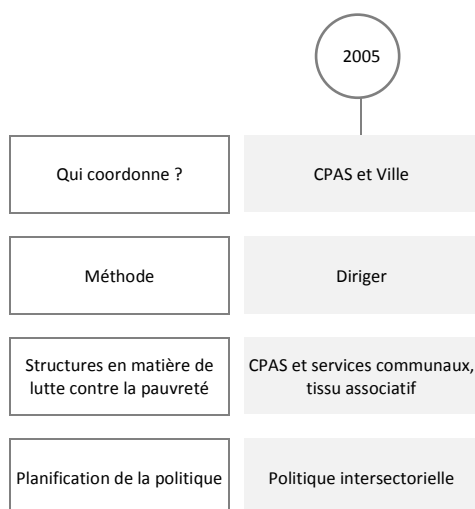 2005
Qui coordonne ?
CPAS et Ville
Méthode
Diriger
Structures en matière de
lutte contre la pauvreté
CPAS et services communaux,
tissu associatif
Planification de la politique
Politique intersectorielle